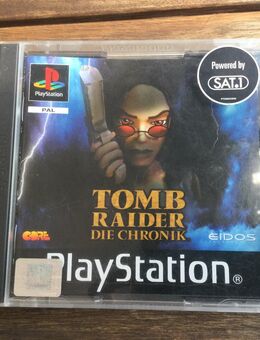 PlayStation
PAL
Powered by
SAT.1
TOMB
RAIDER
DIE CHRONIK
CORE
EIDOS
PlayStation®